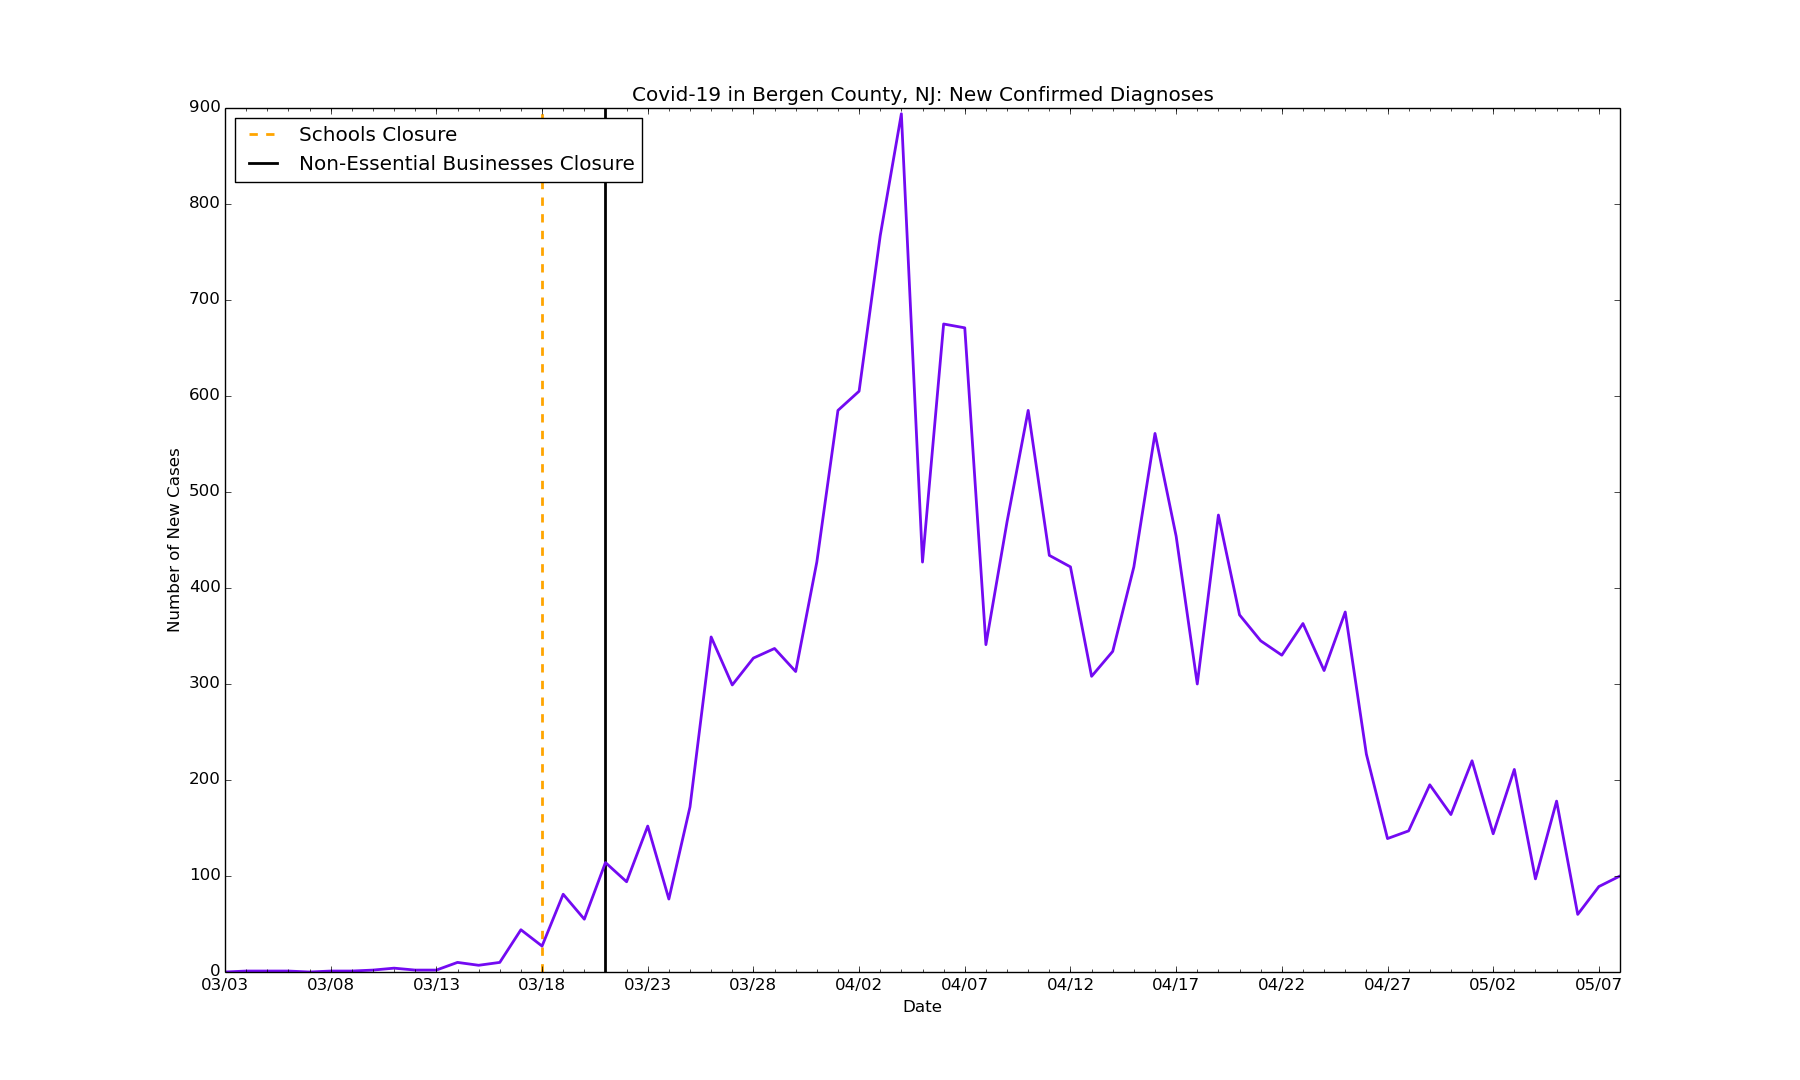 Covid-19 in Bergen County, NJ: New Confirmed Diagnoses
Schools Closure
Non-Essential Businesses Closure
900
800
700
600
500
400
300
200
100
0
Number of New Cases
03/03 03/08 03/13 03/18 03/23 03/28 04/02 04/07 04/12 04/17 04/22 04/27 05/02 05/07
Date